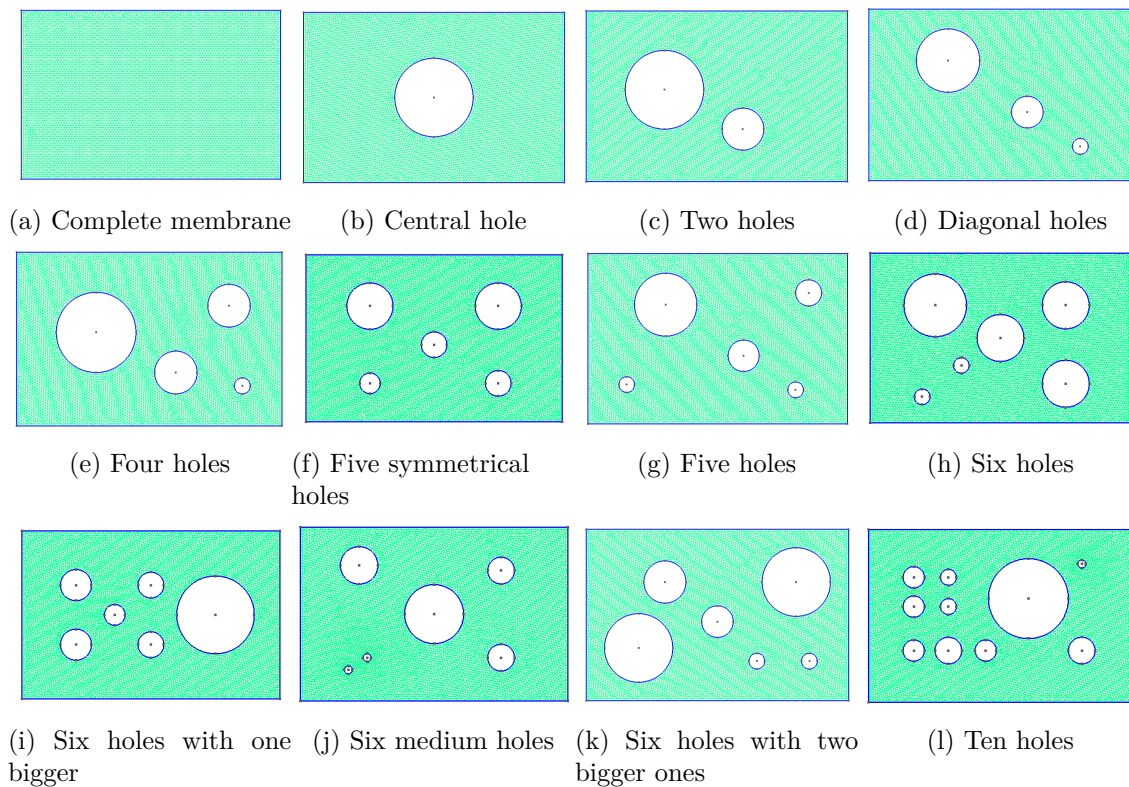 (a) Complete membrane
(b) Central hole
(c) Two holes
(d) Diagonal holes
(e) Four holes
(f) Five symmetrical
holes
(g) Five holes
(h) Six holes
(i) Six holes with one
bigger
(j) Six medium holes
(k) Six holes with two
bigger ones
(l) Ten holes